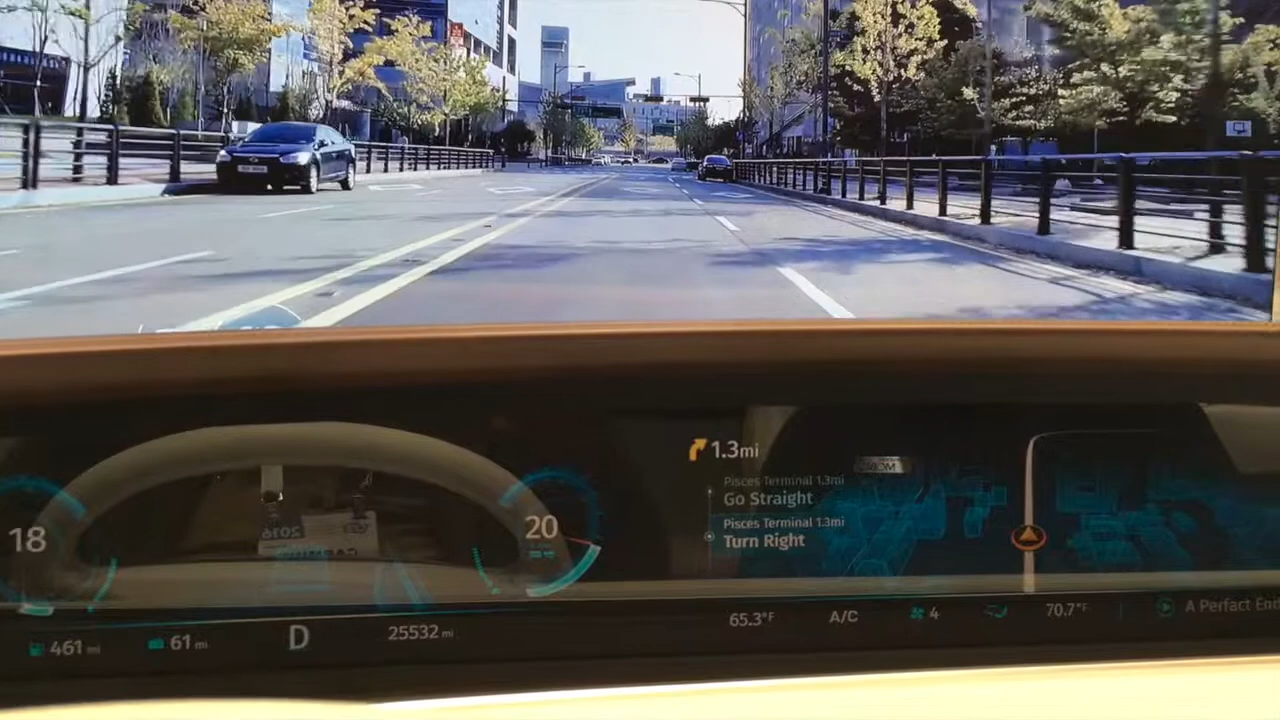 1.3mi
Pisces Terminal 1.3mi
Go Straight
Pisces Terminal 1.3mi
Turn Right
18
20
461 mi
61 mi
D
25532 mi
65.3°F
A/C
4
70.7°F
A Perfect End